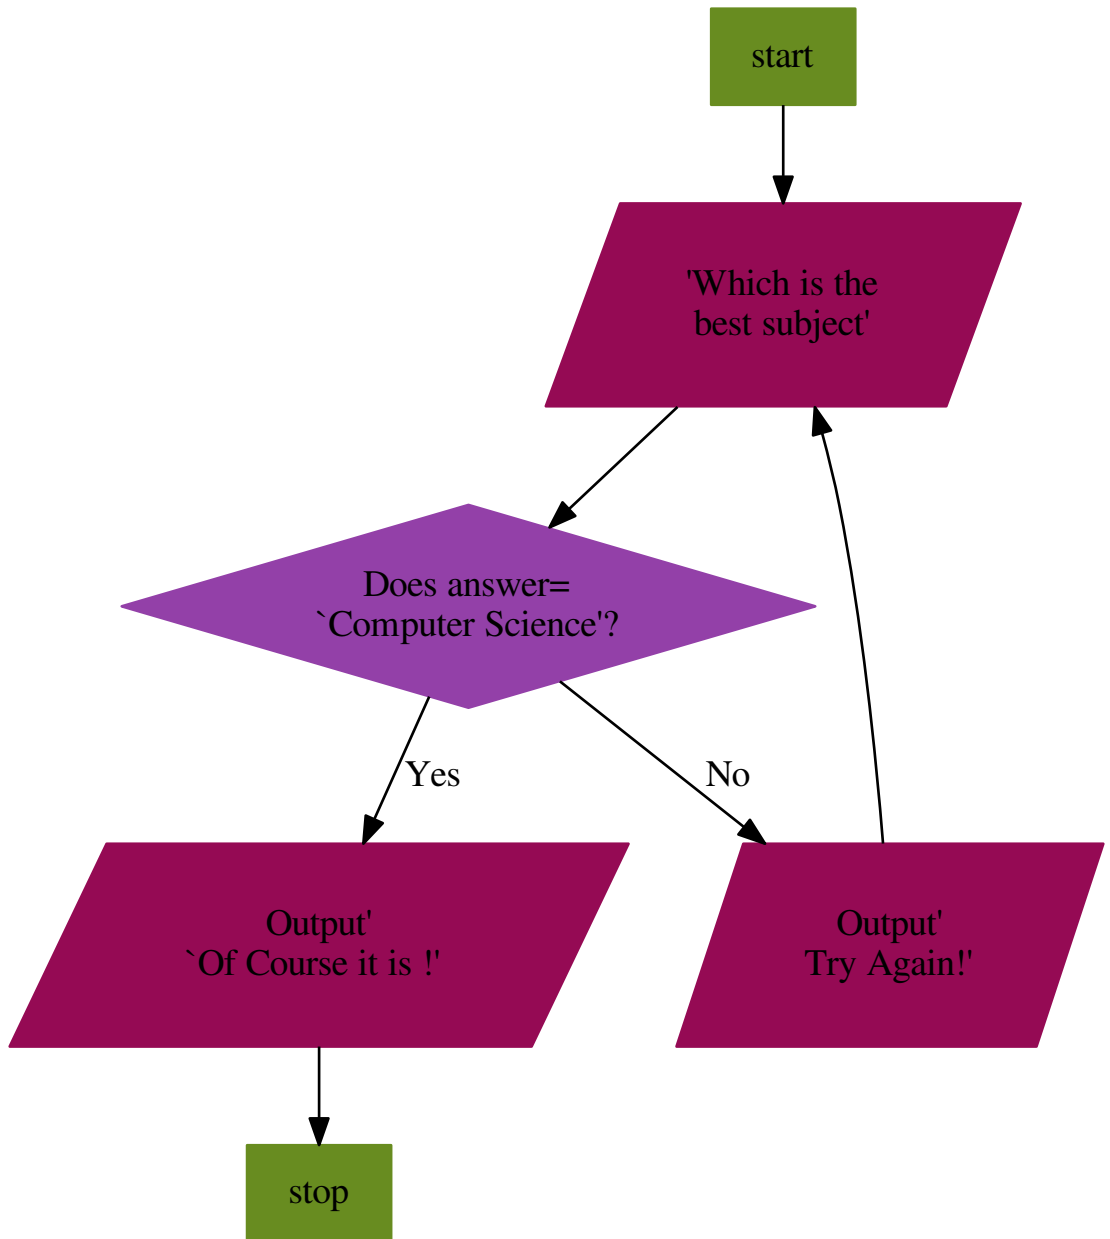 start
'Which is the
best subject'
Does answer=
`Computer Science'?
Yes
No
Output'
`Of Course it is !'
Output'
Try Again!'
stop